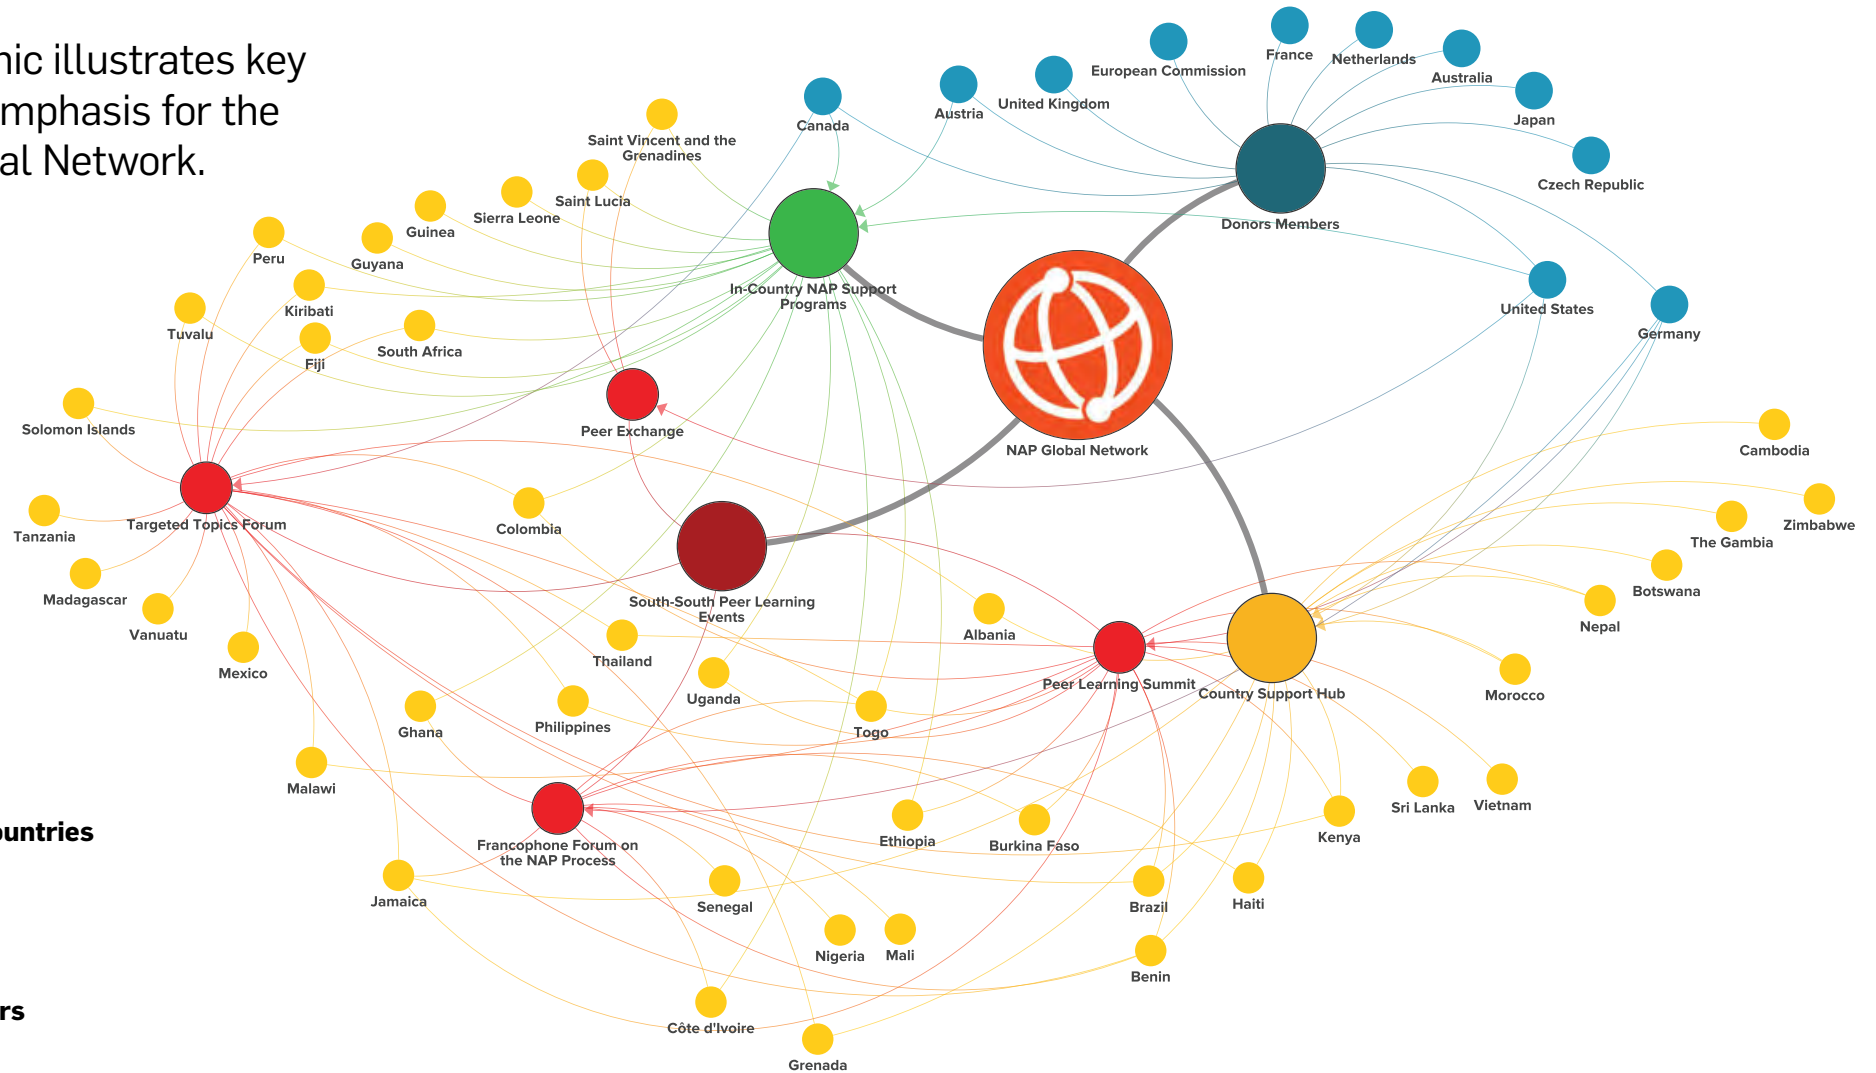 nic illustrates key
mphasis for the
al Network.
France
Netherlands
European Commission
Australia
United Kingdom
Austria
Japan
Canada
Saint Vincent and the
Grenadines
Czech Republic
Saint Lucia
Sierra Leone
Donors Members
Guinea
Peru
Guyana
In-Country NAP Support
Programs
Kiribati
United States
Tuvalu
Germany
South Africa
Fiji
Solomon Islands
Peer Exchange
NAP Global Network
Cambodia
Targeted Topics Forum
Zimbabwe
Colombia
Tanzania
The Gambia
Botswana
Madagascar
South-South Peer Learning
Events
Nepal
Vanuatu
Albania
Thailand
Mexico
Peer Learning Summit
Country Support Hub
Morocco
Uganda
Philippines
Ghana
Togo
Malawi
Vietnam
Sri Lanka
ountries
Kenya
Ethiopia
Burkina Faso
Francophone Forum on
the NAP Process
Jamaica
Haiti
Senegal
Brazil
Nigeria
Mali
Benin
rs
Côte d'Ivoire
Grenada